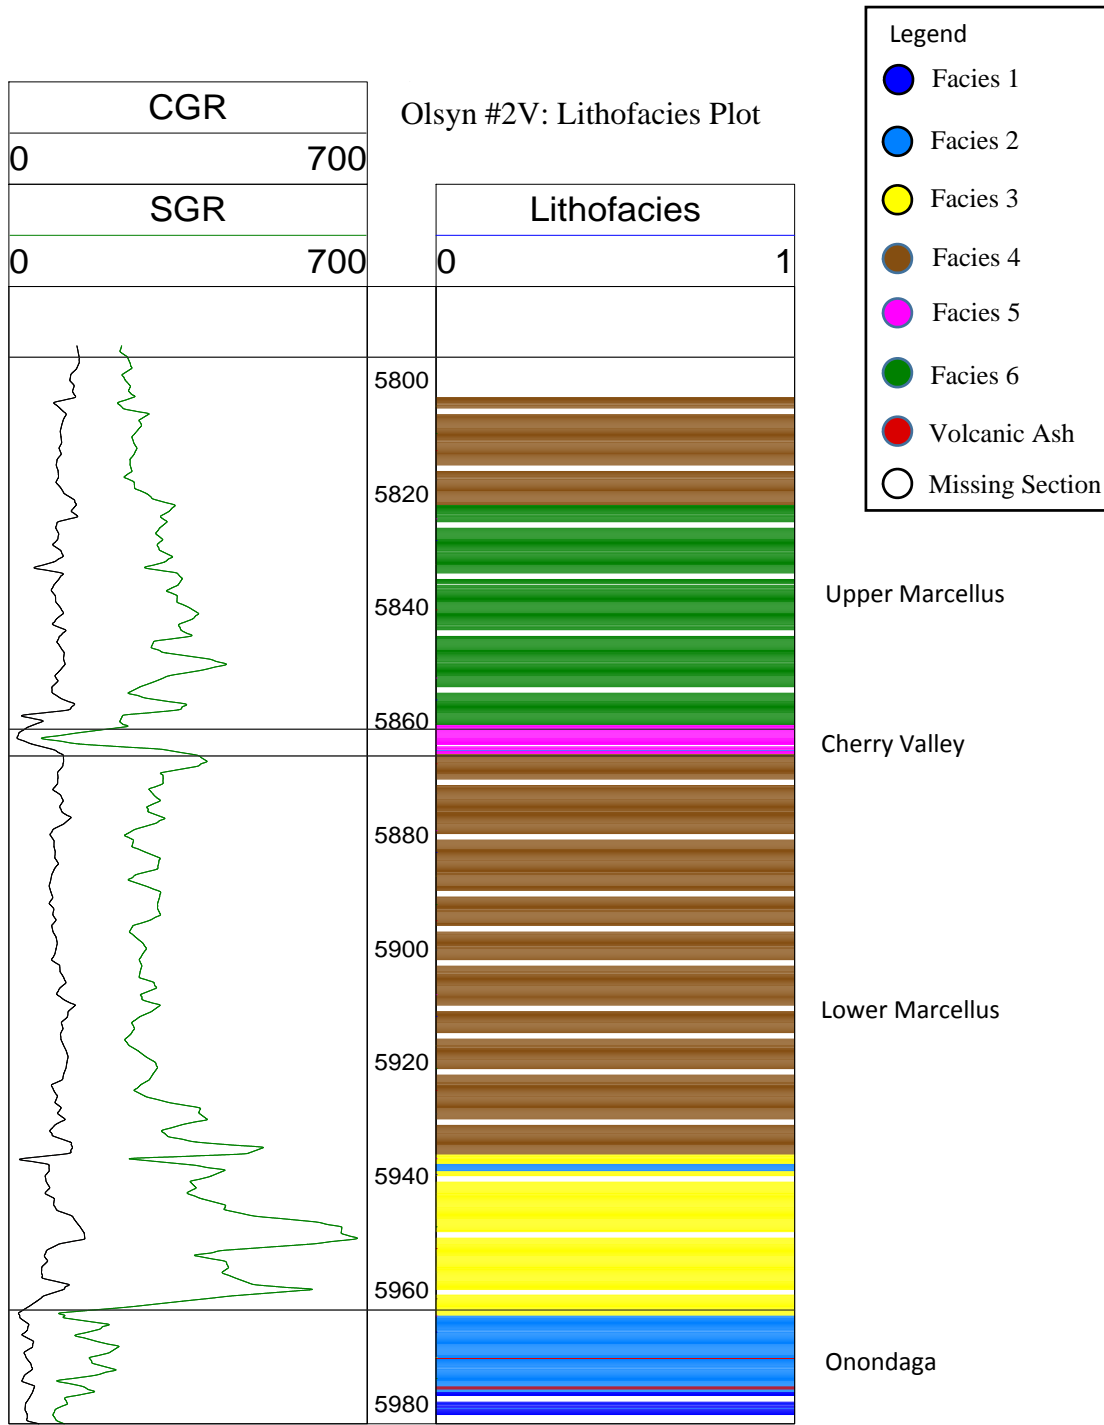 Legend
Facies 1
Facies 2
Facies 3
Facies 4
Facies 5
Facies 6
Volcanic Ash
Missing Section
Olsyn #2V: Lithofacies Plot
CGR
0 700
SGR
0 700
Lithofacies
0 1
5800
5820
5840
5860
5880
5900
5920
5940
5960
5980
Upper Marcellus
Cherry Valley
Lower Marcellus
Onondaga